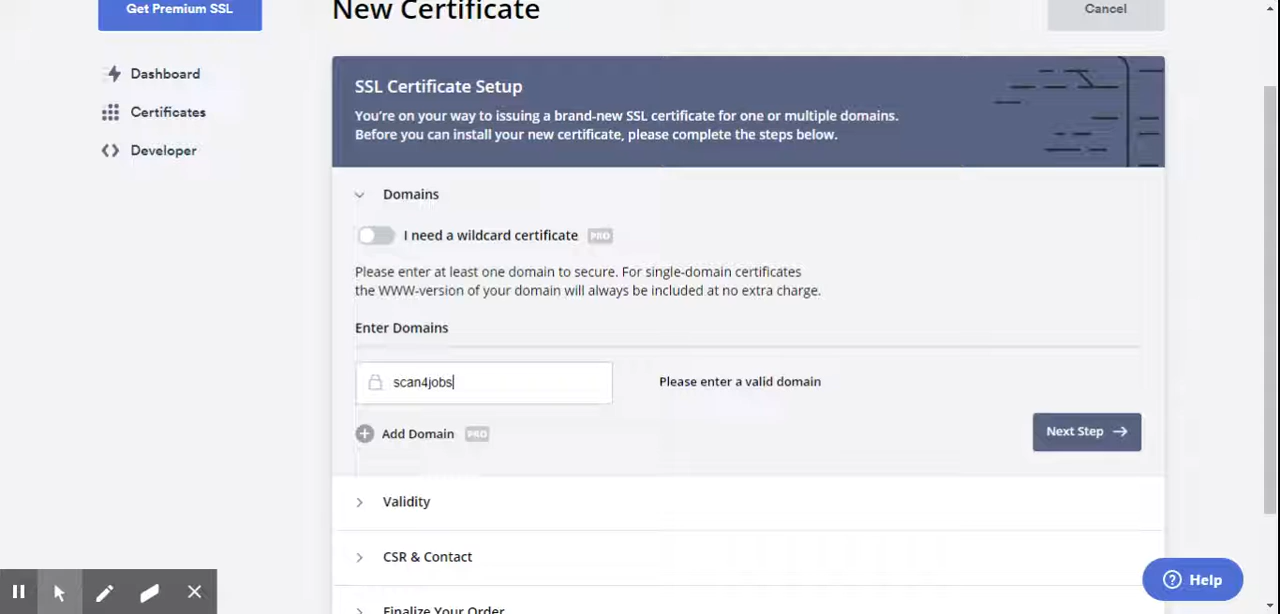 Get Premium SSL
New Certificate
Cancel
Dashboard
Certificates
Developer
SSL Certificate Setup
You're on your way to issuing a brand-new SSL certificate for one or multiple domains.
Before you can install your new certificate, please complete the steps below.
Domains
I need a wildcard certificate PRO
Please enter at least one domain to secure. For single-domain certificates
the WWW-version of your domain will always be included at no extra charge.
Enter Domains
scan4jobs
Please enter a valid domain
Add Domain PRO
Next Step
Validity
CSR & Contact
Finalize Your Order
Help